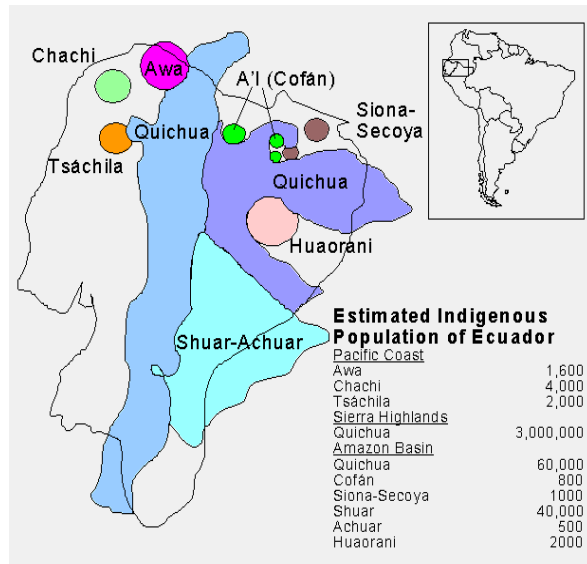 Chachi
Awa
A'I (Cofán)
Siona-
Secoya
Quichua
Tsáchila
Quichua
Huaorani
Shuar-Achuar
Estimated Indigenous
Population of Ecuador
Pacific Coast
Awa 1,600
Chachi 4,000
Tsáchila 2,000
Sierra Highlands
Quichua 3,000,000
Amazon Basin
Quichua 60,000
Cofán 800
Siona-Secoya 1000
Shuar 40,000
Achuar 500
Huaorani 2000